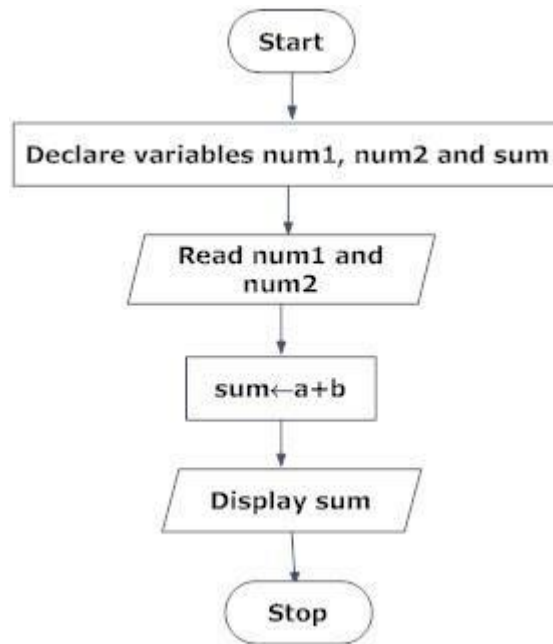 Start
Declare variables num1, num2 and sum
Read num1 and
num2
sum←a+b
Display sum
Stop